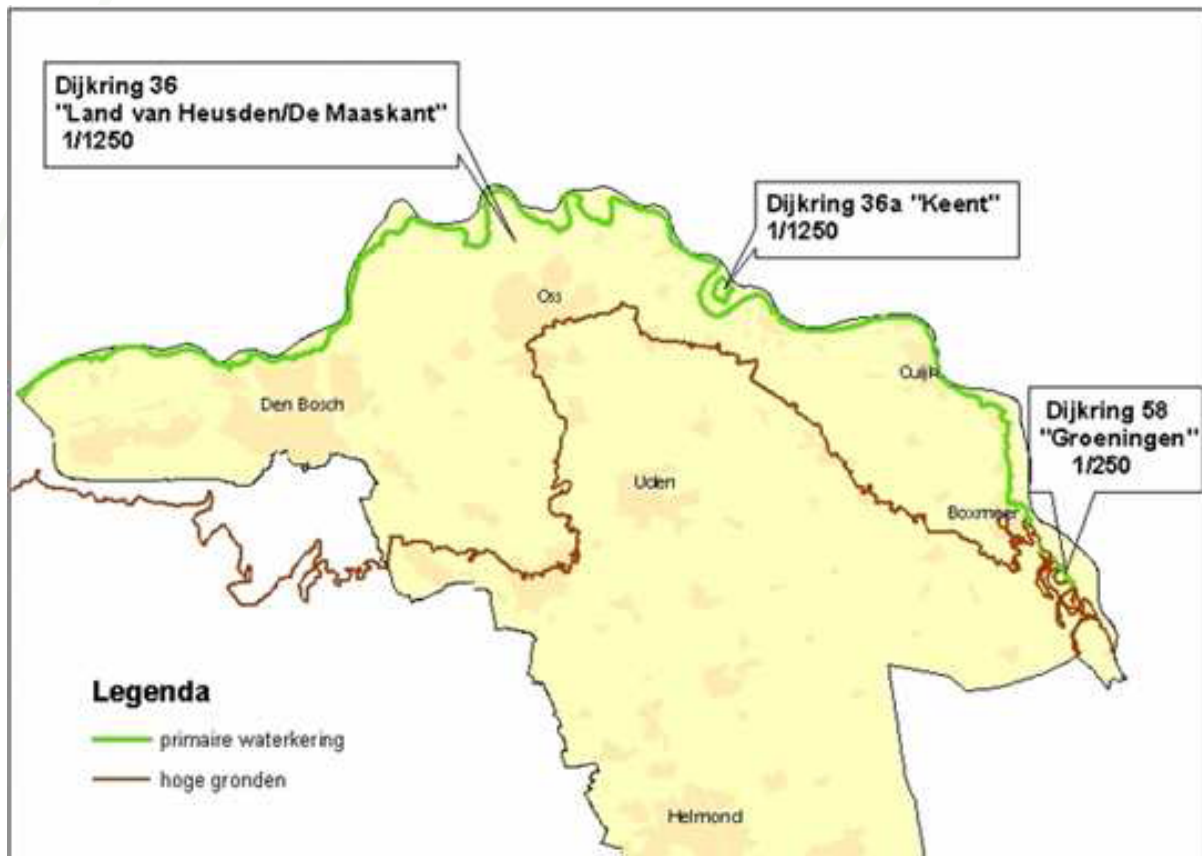 Dijkring 36
"Land van Heusden/De Maaskant"
1/1250
Dijkring 36a "Keent"
1/1250
Oss
Cuijk
Den Bosch
Dijkring 58
"Groeningen"
1/250
Uden
Boxmeer
Legenda
primaire waterkering
hoge gronden
Helmond